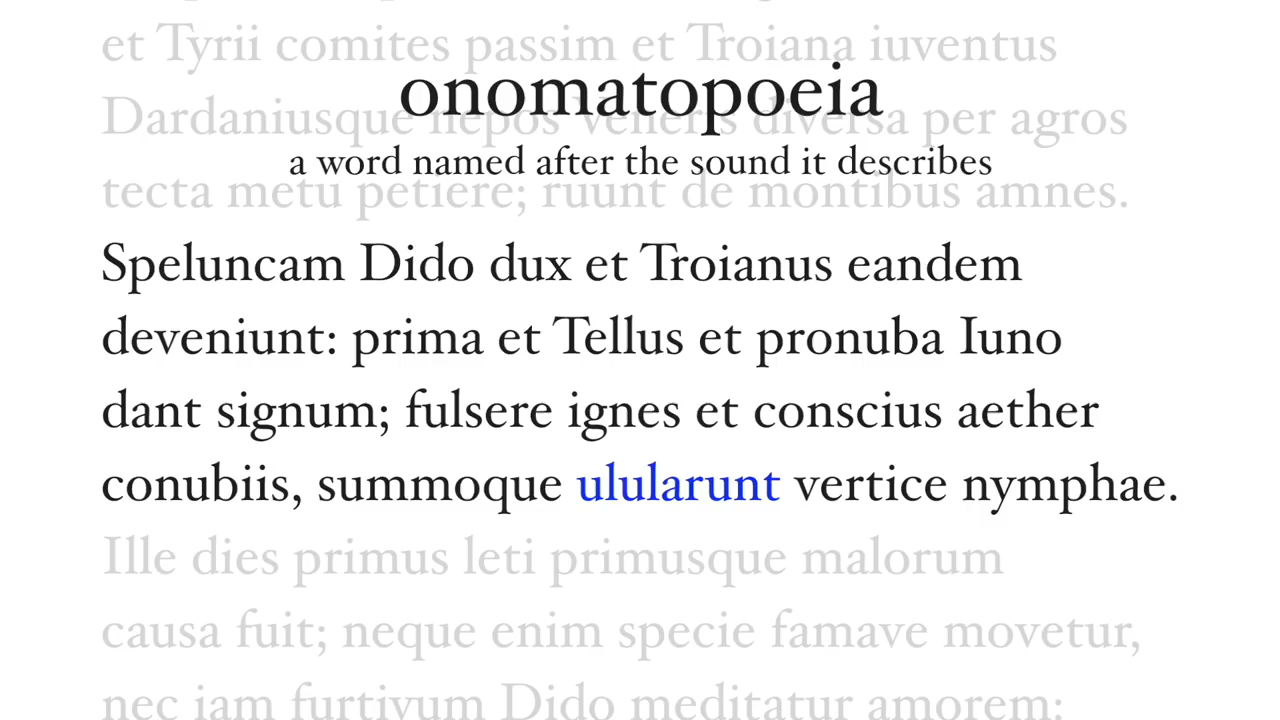 et Tyrii comites passim et Troiana iuventus
onomatopoeia
Dardaniusque nepos Veneris diversa per agros
a word named after the sound it describes
tecta metu petiere; ruunt de montibus amnes.
Speluncam Dido dux et Troianus eandem
deveniunt: prima et Tellus et pronuba Iuno
dant signum; fulsere ignes et conscius aether
conubiis, summoque ulularunt vertice nymphae.
Ille dies primus leti primusque malorum
causa fuit; neque enim specie famave movetur,
nec iam furtivum Dido meditatur amorem: